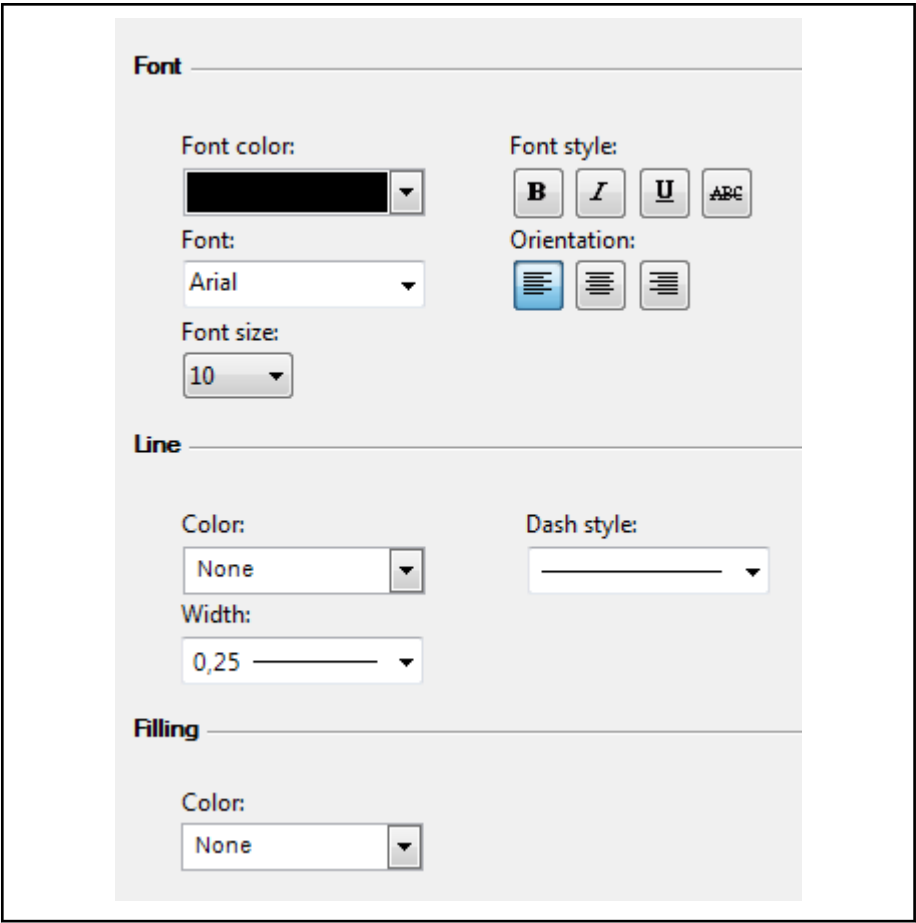 Font
Font color:
Font style:
B I U ABC
Font:
Orientation:
Arial
Font size:
10
Line
Color:
Dash style:
None
Width:
0,25
Filling
Color:
None